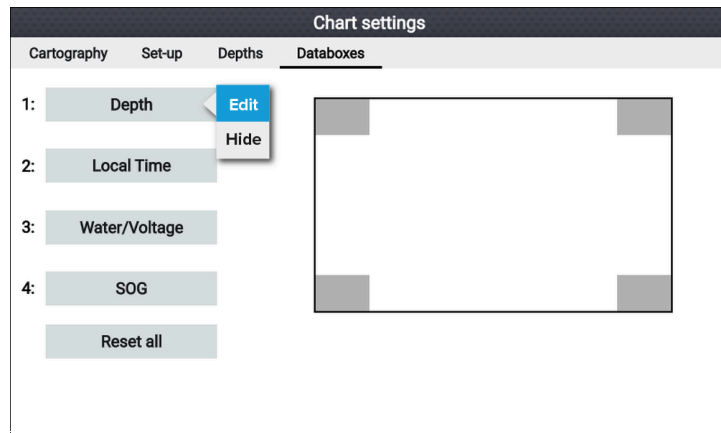 Chart settings
Cartography Set-up Depths Databoxes
1: Depth Edit
Hide
2: Local Time
3: Water/Voltage
4: SOG
Reset all